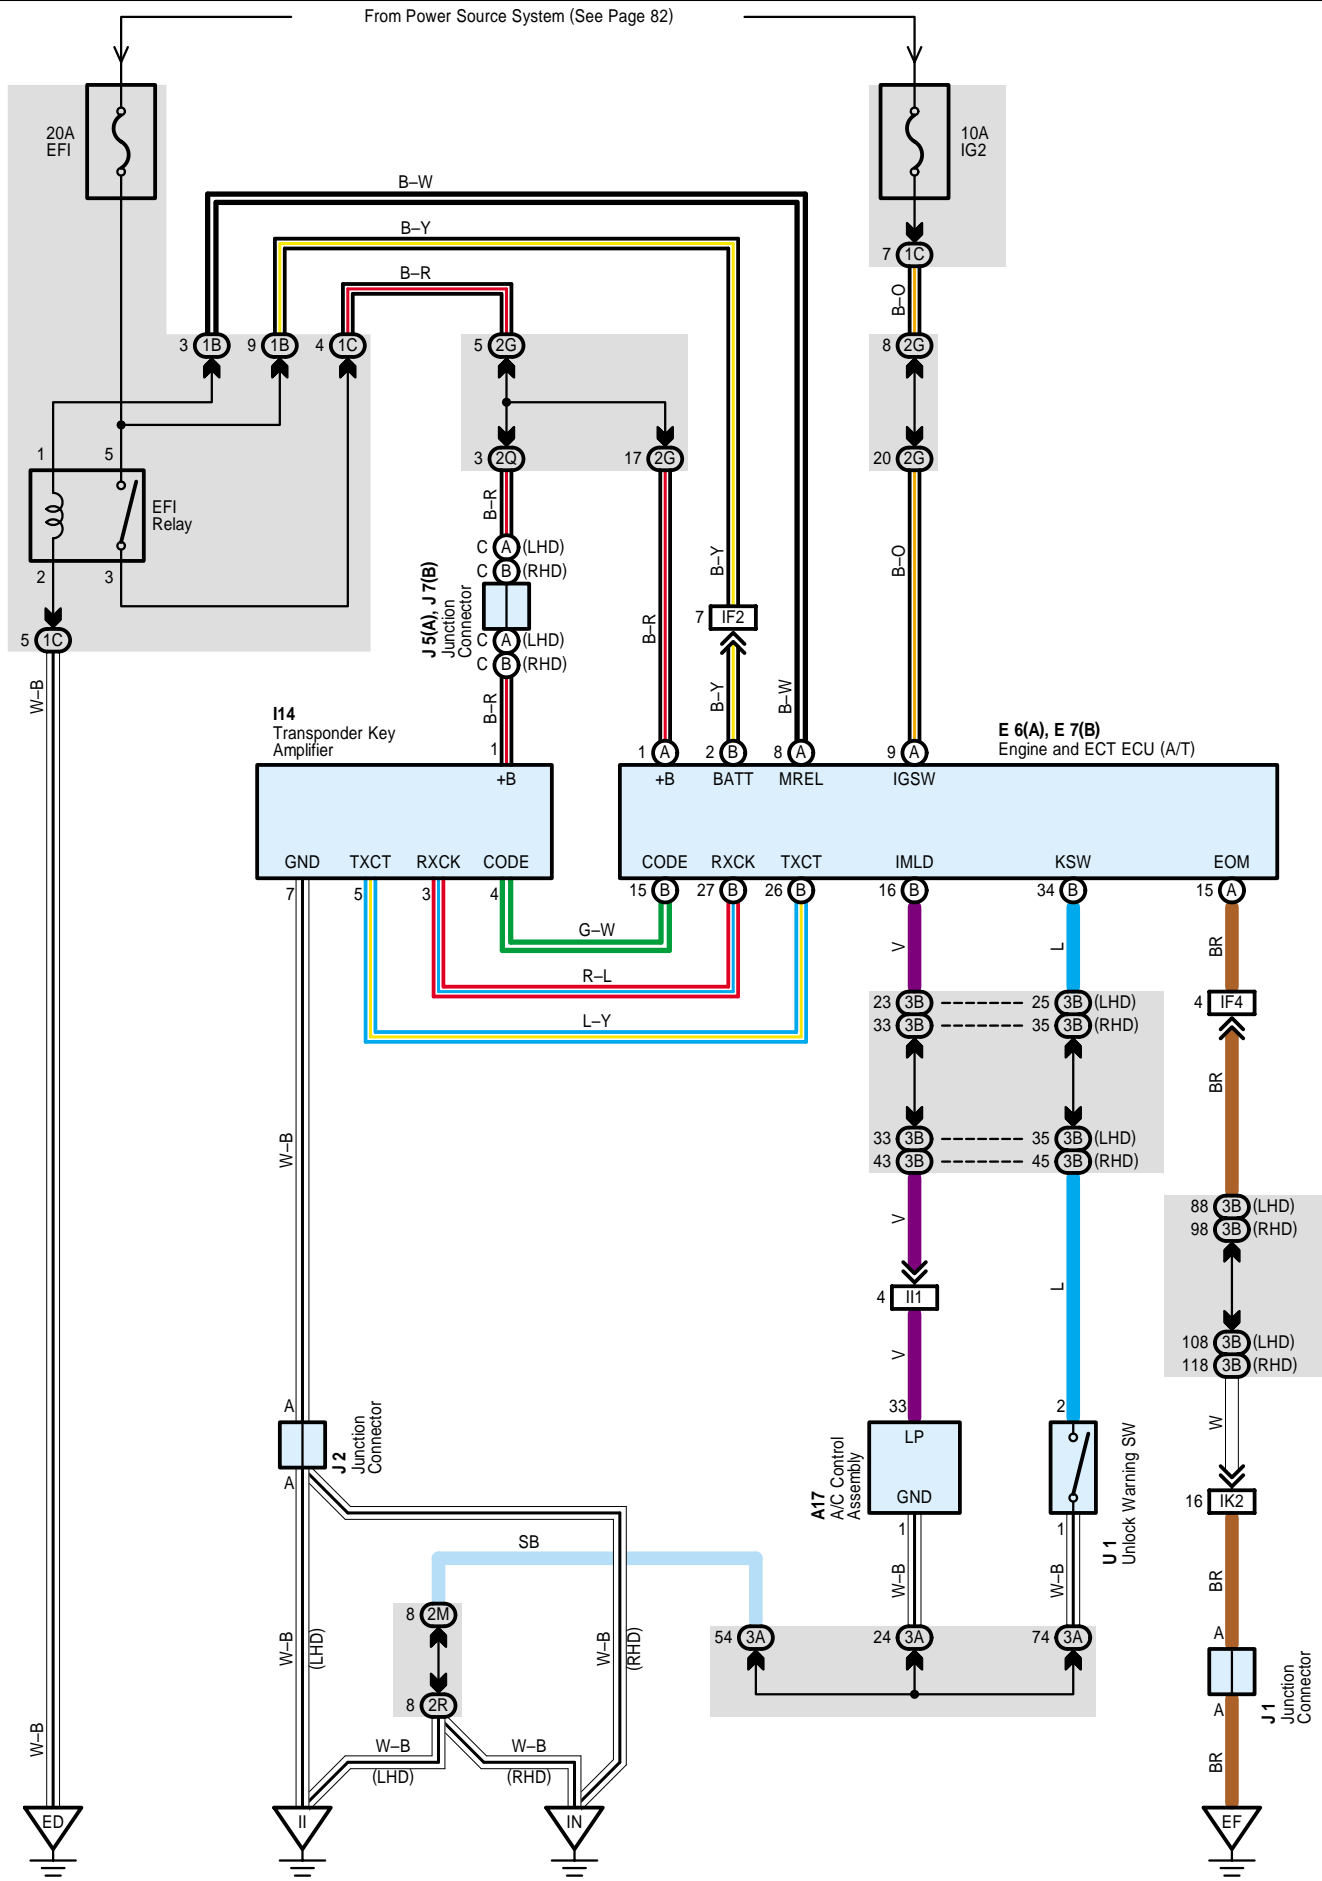 From Power Source System (See Page 82)
20A
EFI
10A
IG2
B–W
B–Y
B–R
7 1C
B–O
3 1B
9 1B
4 1C
5 2G
8 2G
1
5
3 2Q
17 2G
20 2G
EFI
Relay
B–R
B–Y
B–O
C A (LHD)
C B (RHD)
2
3
J 5(A), J 7(B)
Junction
Connector
7 IF2
5 1C
C A (LHD)
C B (RHD)
B–R
W–B
B–R
B–Y
B–W
I14
Transponder Key
Amplifier
E 6(A), E 7(B)
Engine and ECT ECU (A/T)
1
1 A
2 B
8 A
9 A
+B
+B
BATT
MREL
IGSW
GND
TXCT
RXCK
CODE
CODE
RXCK
TXCT
IMLD
KSW
EOM
7
5
3
4
15 B
27 B
26 B
16 B
34 B
15 A
G–W
V
L
BR
R–L
23 3B
25 3B (LHD)
4 IF4
L–Y
33 3B
35 3B (RHD)
BR
W–B
33 3B
35 3B (LHD)
43 3B
45 3B (RHD)
V
L
88 3B (LHD)
98 3B (RHD)
4 II1
V
108 3B (LHD)
118 3B (RHD)
A
33
2
W
J 2
Junction
Connector
LP
A
A17
A/C Control
Assembly
GND
U 1
Unlock Warning SW
16 IK2
1
1
SB
W–B
W–B
BR
8 2M
54 3A
24 3A
74 3A
A
W–B
(LHD)
W–B
(RHD)
J 1
Junction
Connector
8 2R
A
W–B
W–B
(LHD)
W–B
(RHD)
BR
ED
II
IN
EF